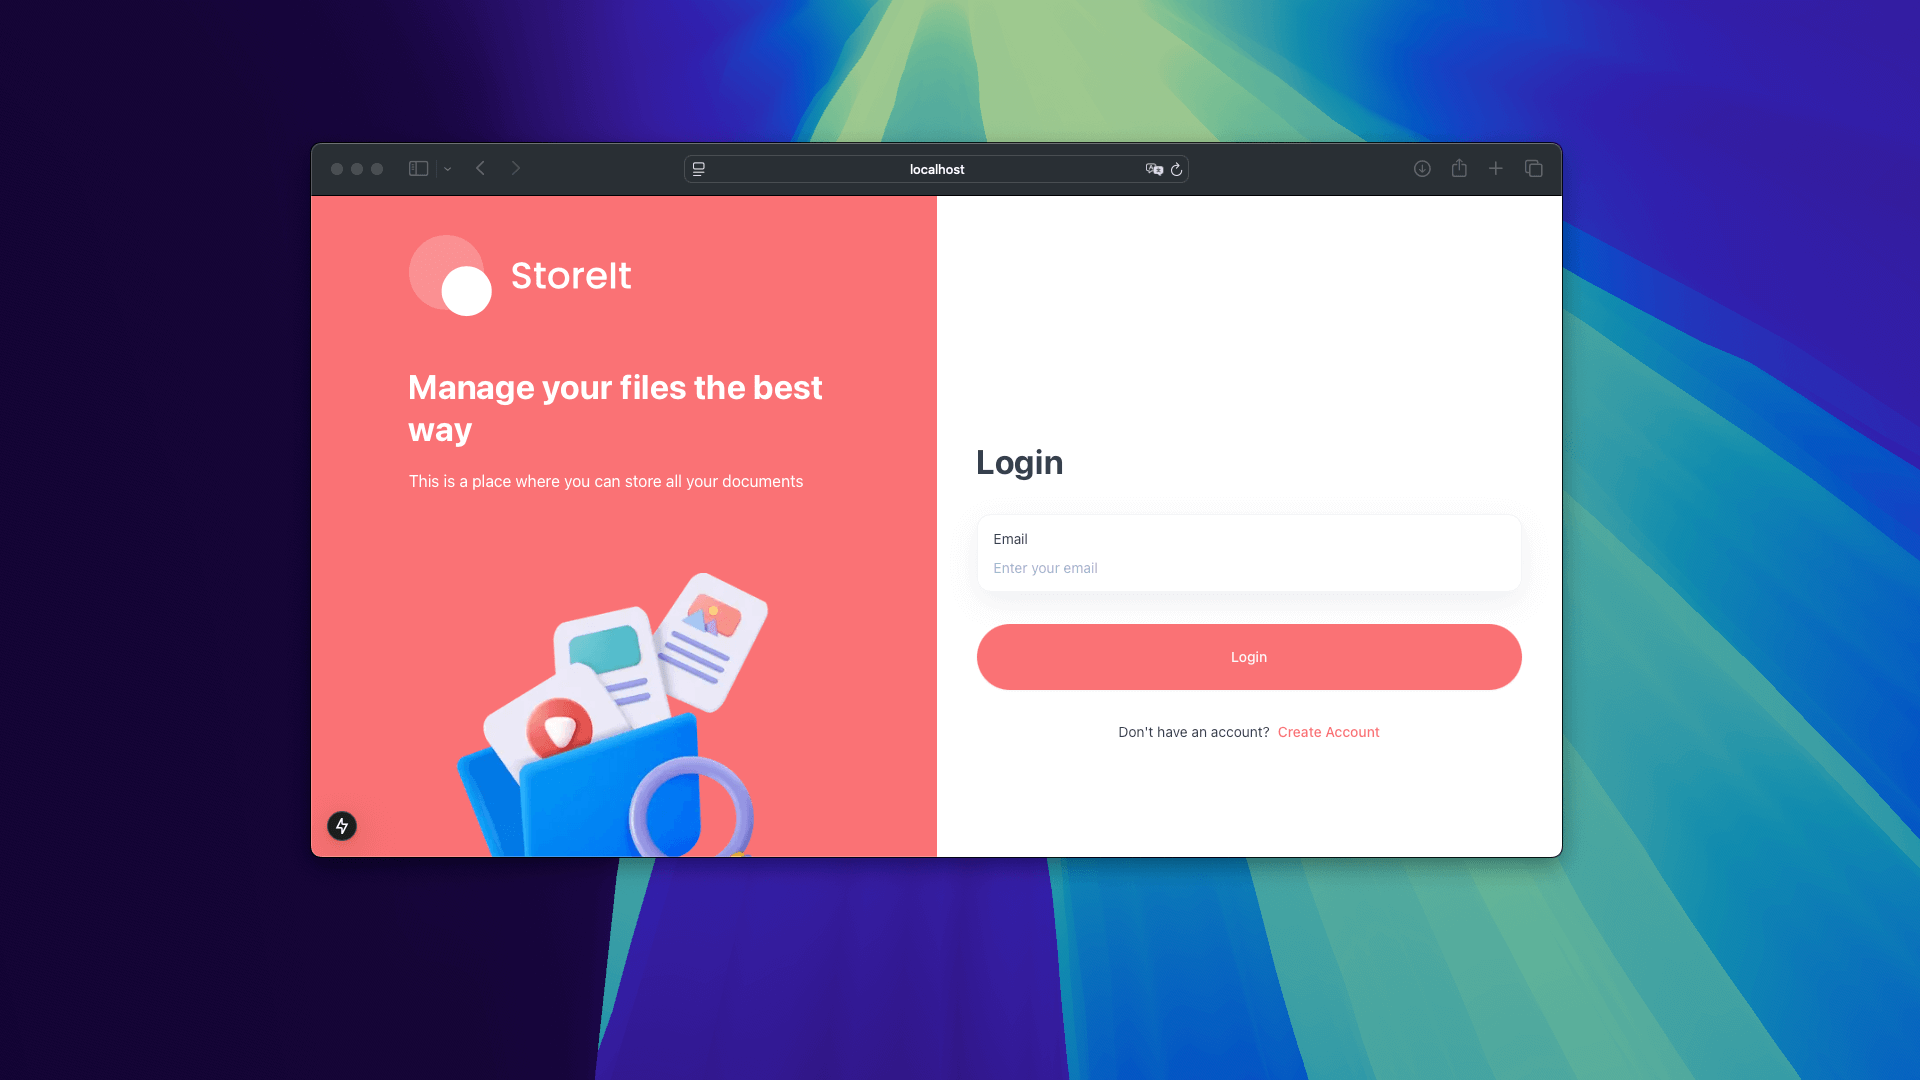 localhost
StoreIt
Manage your files the best
way
This is a place where you can store all your documents
Login
Email
Enter your email
Login
Don't have an account? Create Account